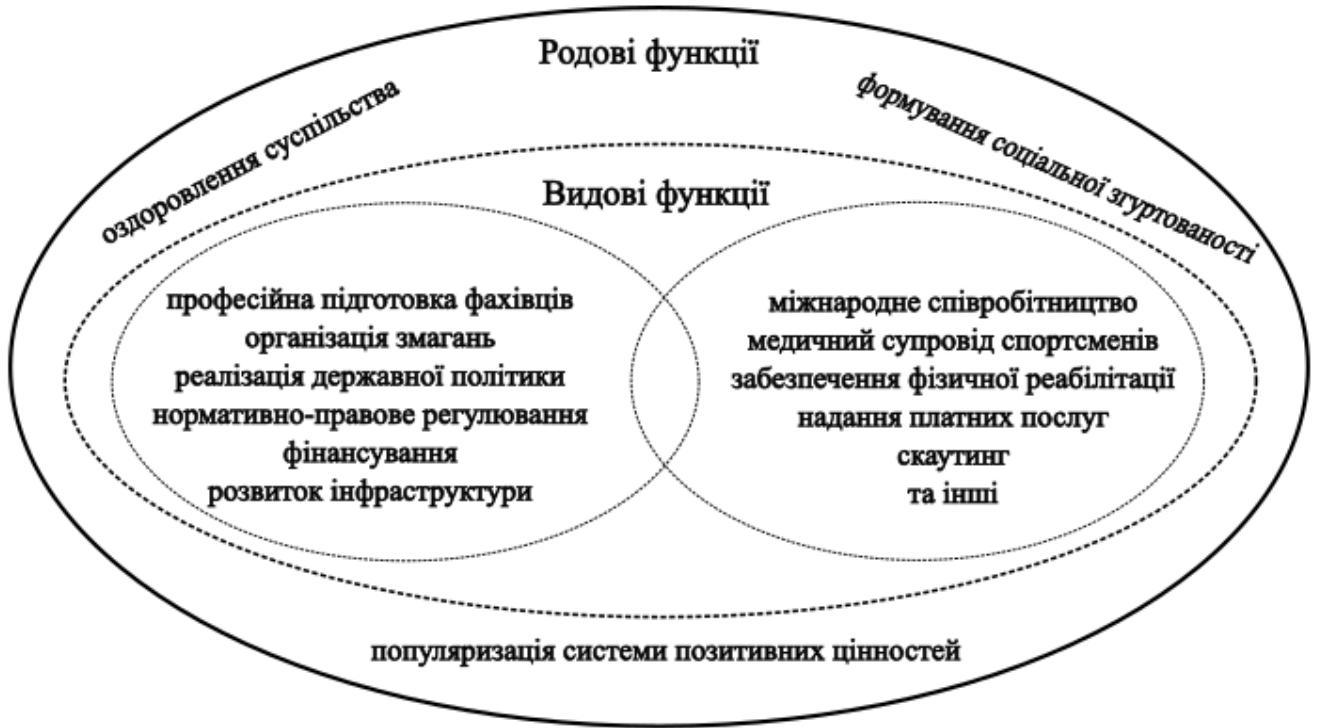 Родові функції
оздоровлення суспільства
формування соціальної згуртованості
Видові функції
професійна підготовка фахівців
організація змагань
реалізація державної політики
нормативно-правове регулювання
фінансування
розвиток інфраструктури
міжнародне співробітництво
медичний супровід спортсменів
забезпечення фізичної реабілітації
надання платних послуг
скаутинг
та інші
популяризація системи позитивних цінностей